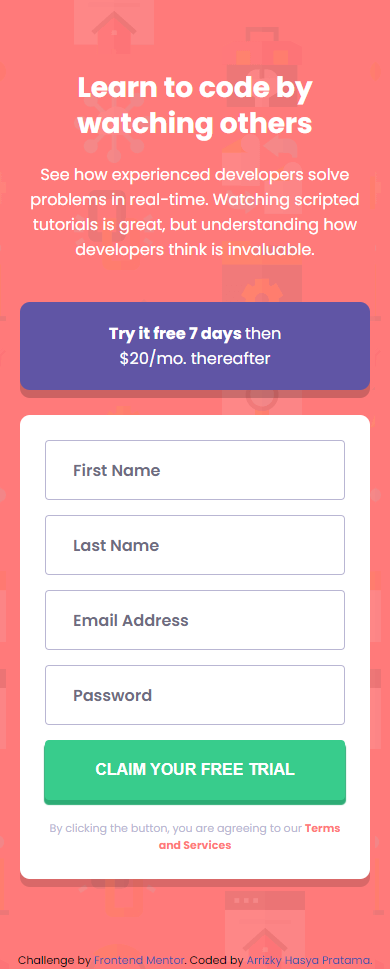 Learn to code by
watching others
See how experienced developers solve
problems in real-time. Watching scripted
tutorials is great, but understanding how
developers think is invaluable.
Try it free 7 days then
$20/mo. thereafter
First Name
Last Name
Email Address
Password
CLAIM YOUR FREE TRIAL
By clicking the button, you are agreeing to our Terms
and Services
Challenge by Frontend Mentor. Coded by Arrizky Hasya Pratama.